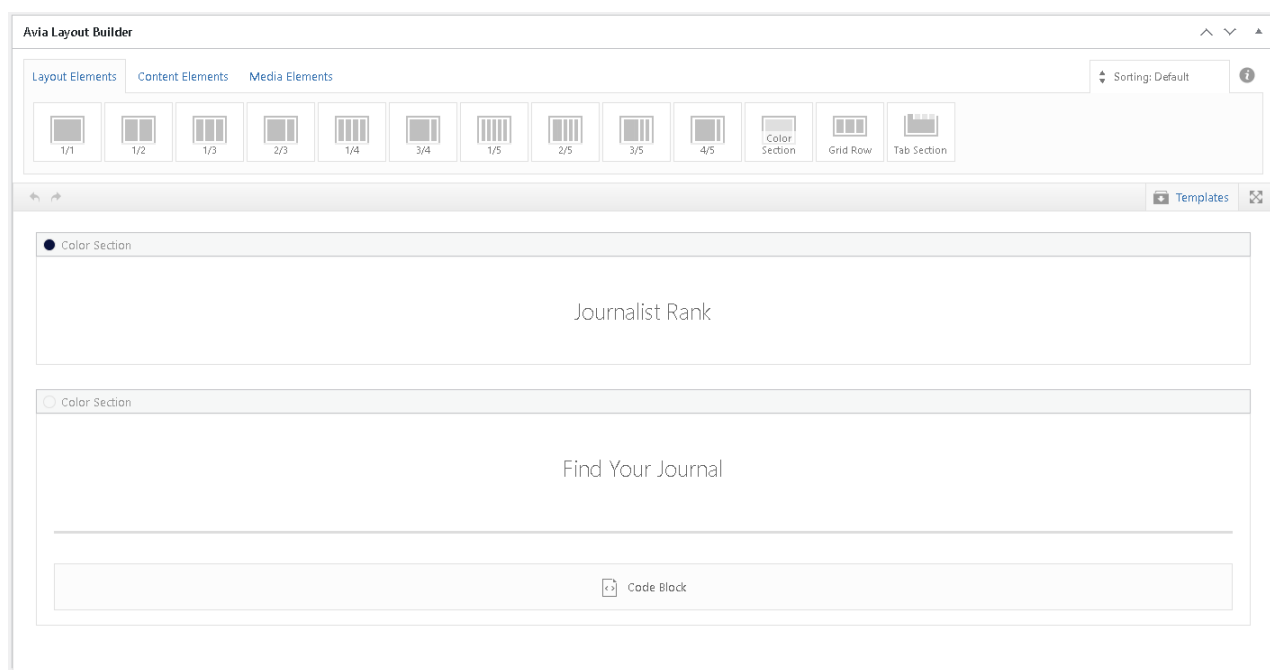 Avia Layout Builder
Layout Elements Content Elements Media Elements Sorting: Default
1/1 1/2 1/3 2/3 1/4 3/4 1/5 2/5 3/5 4/5 Color Section Grid Row Tab Section
Templates
Color Section
Journalist Rank
Color Section
Find Your Journal
Code Block